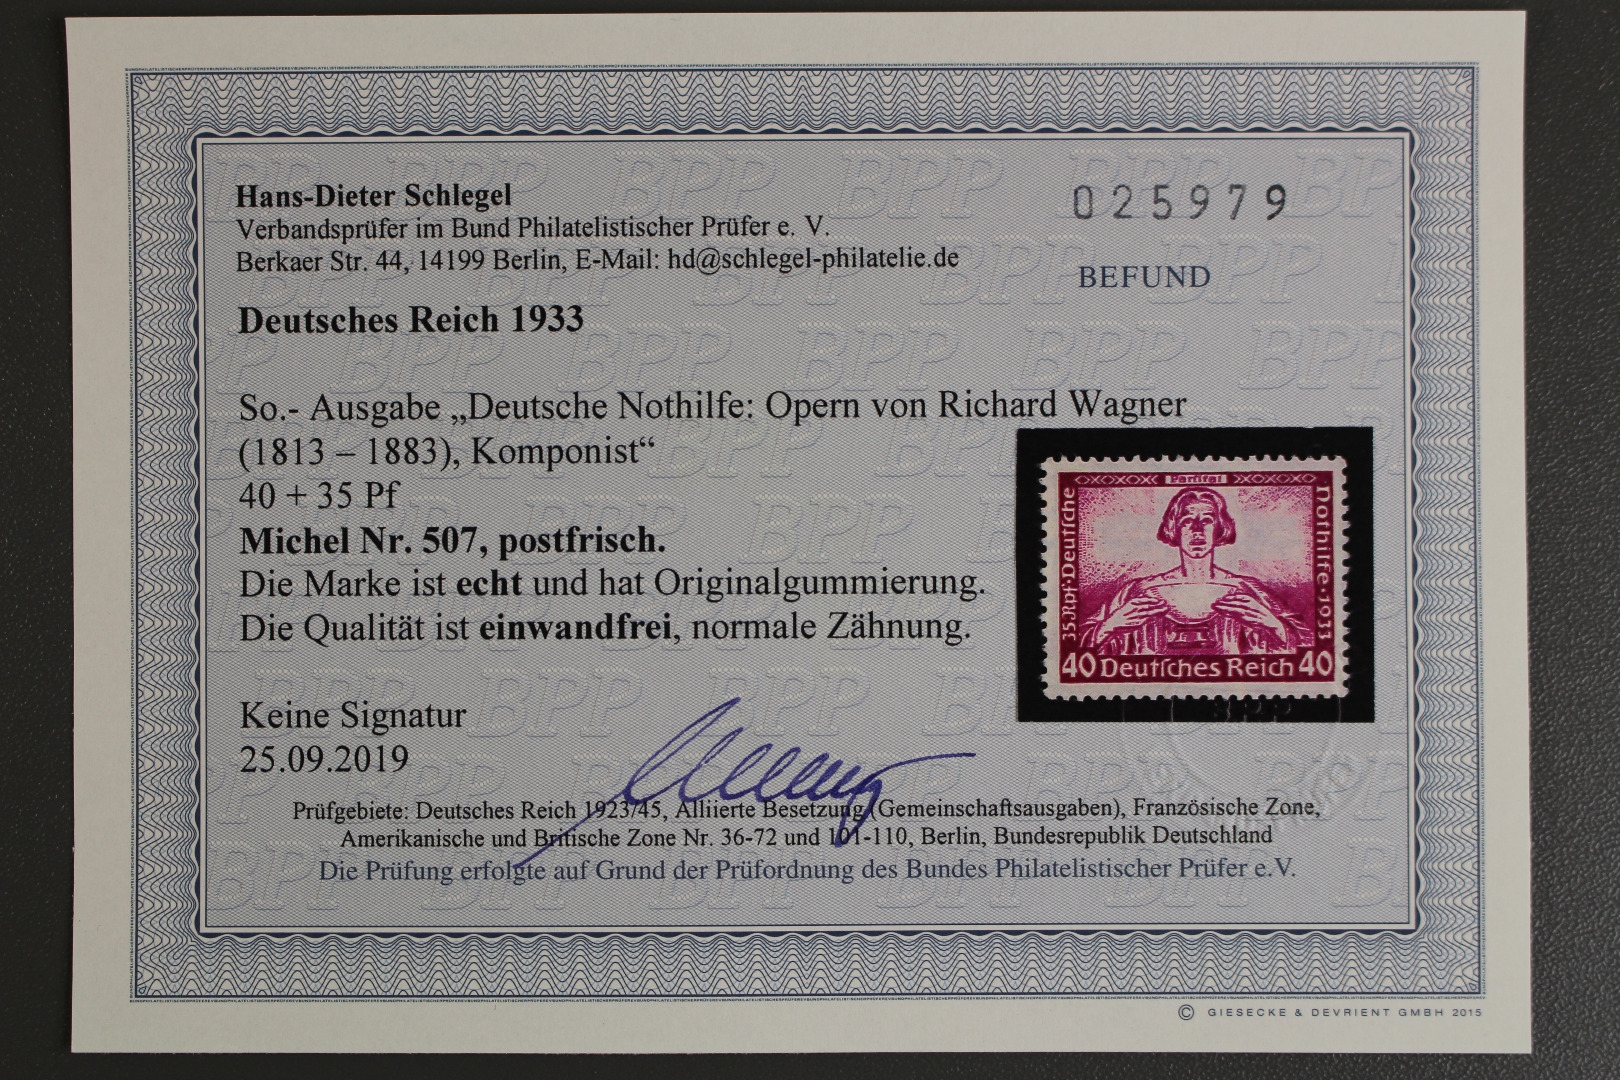 Hans-Dieter Schlegel
Verbandsprüfer im Bund Philatelistischer Prüfer e. V.
Berkaer Str. 44, 14199 Berlin, E-Mail: hd@schlegel-philatelie.de
025979
BEFUND
Deutsches Reich 1933
So.- Ausgabe „Deutsche Nothilfe: Opern von Richard Wagner
(1813 – 1883), Komponist“
40 + 35 Pf
Michel Nr. 507, postfrisch.
Die Marke ist echt und hat Originalgummierung.
Die Qualität ist einwandfrei, normale Zähnung.
Parsifal
35 Rpf·Deutsche
Nothilfe·1933
40 Deutsches Reich 40
Keine Signatur
25.09.2019
Prüfgebiete: Deutsches Reich 1923/45, Alliierte Besetzung (Gemeinschaftsausgaben), Französische Zone,
Amerikanische und Britische Zone Nr. 36-72 und 101-110, Berlin, Bundesrepublik Deutschland
Die Prüfung erfolgte auf Grund der Prüfordnung des Bundes Philatelistischer Prüfer e.V.
© GIESECKE & DEVRIENT GMBH 2015